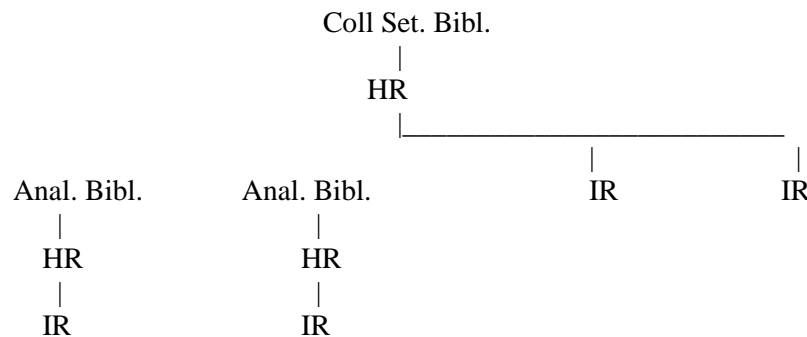 Coll Set. Bibl.
HR
Anal. Bibl. Anal. Bibl. IR IR
HR HR
IR IR